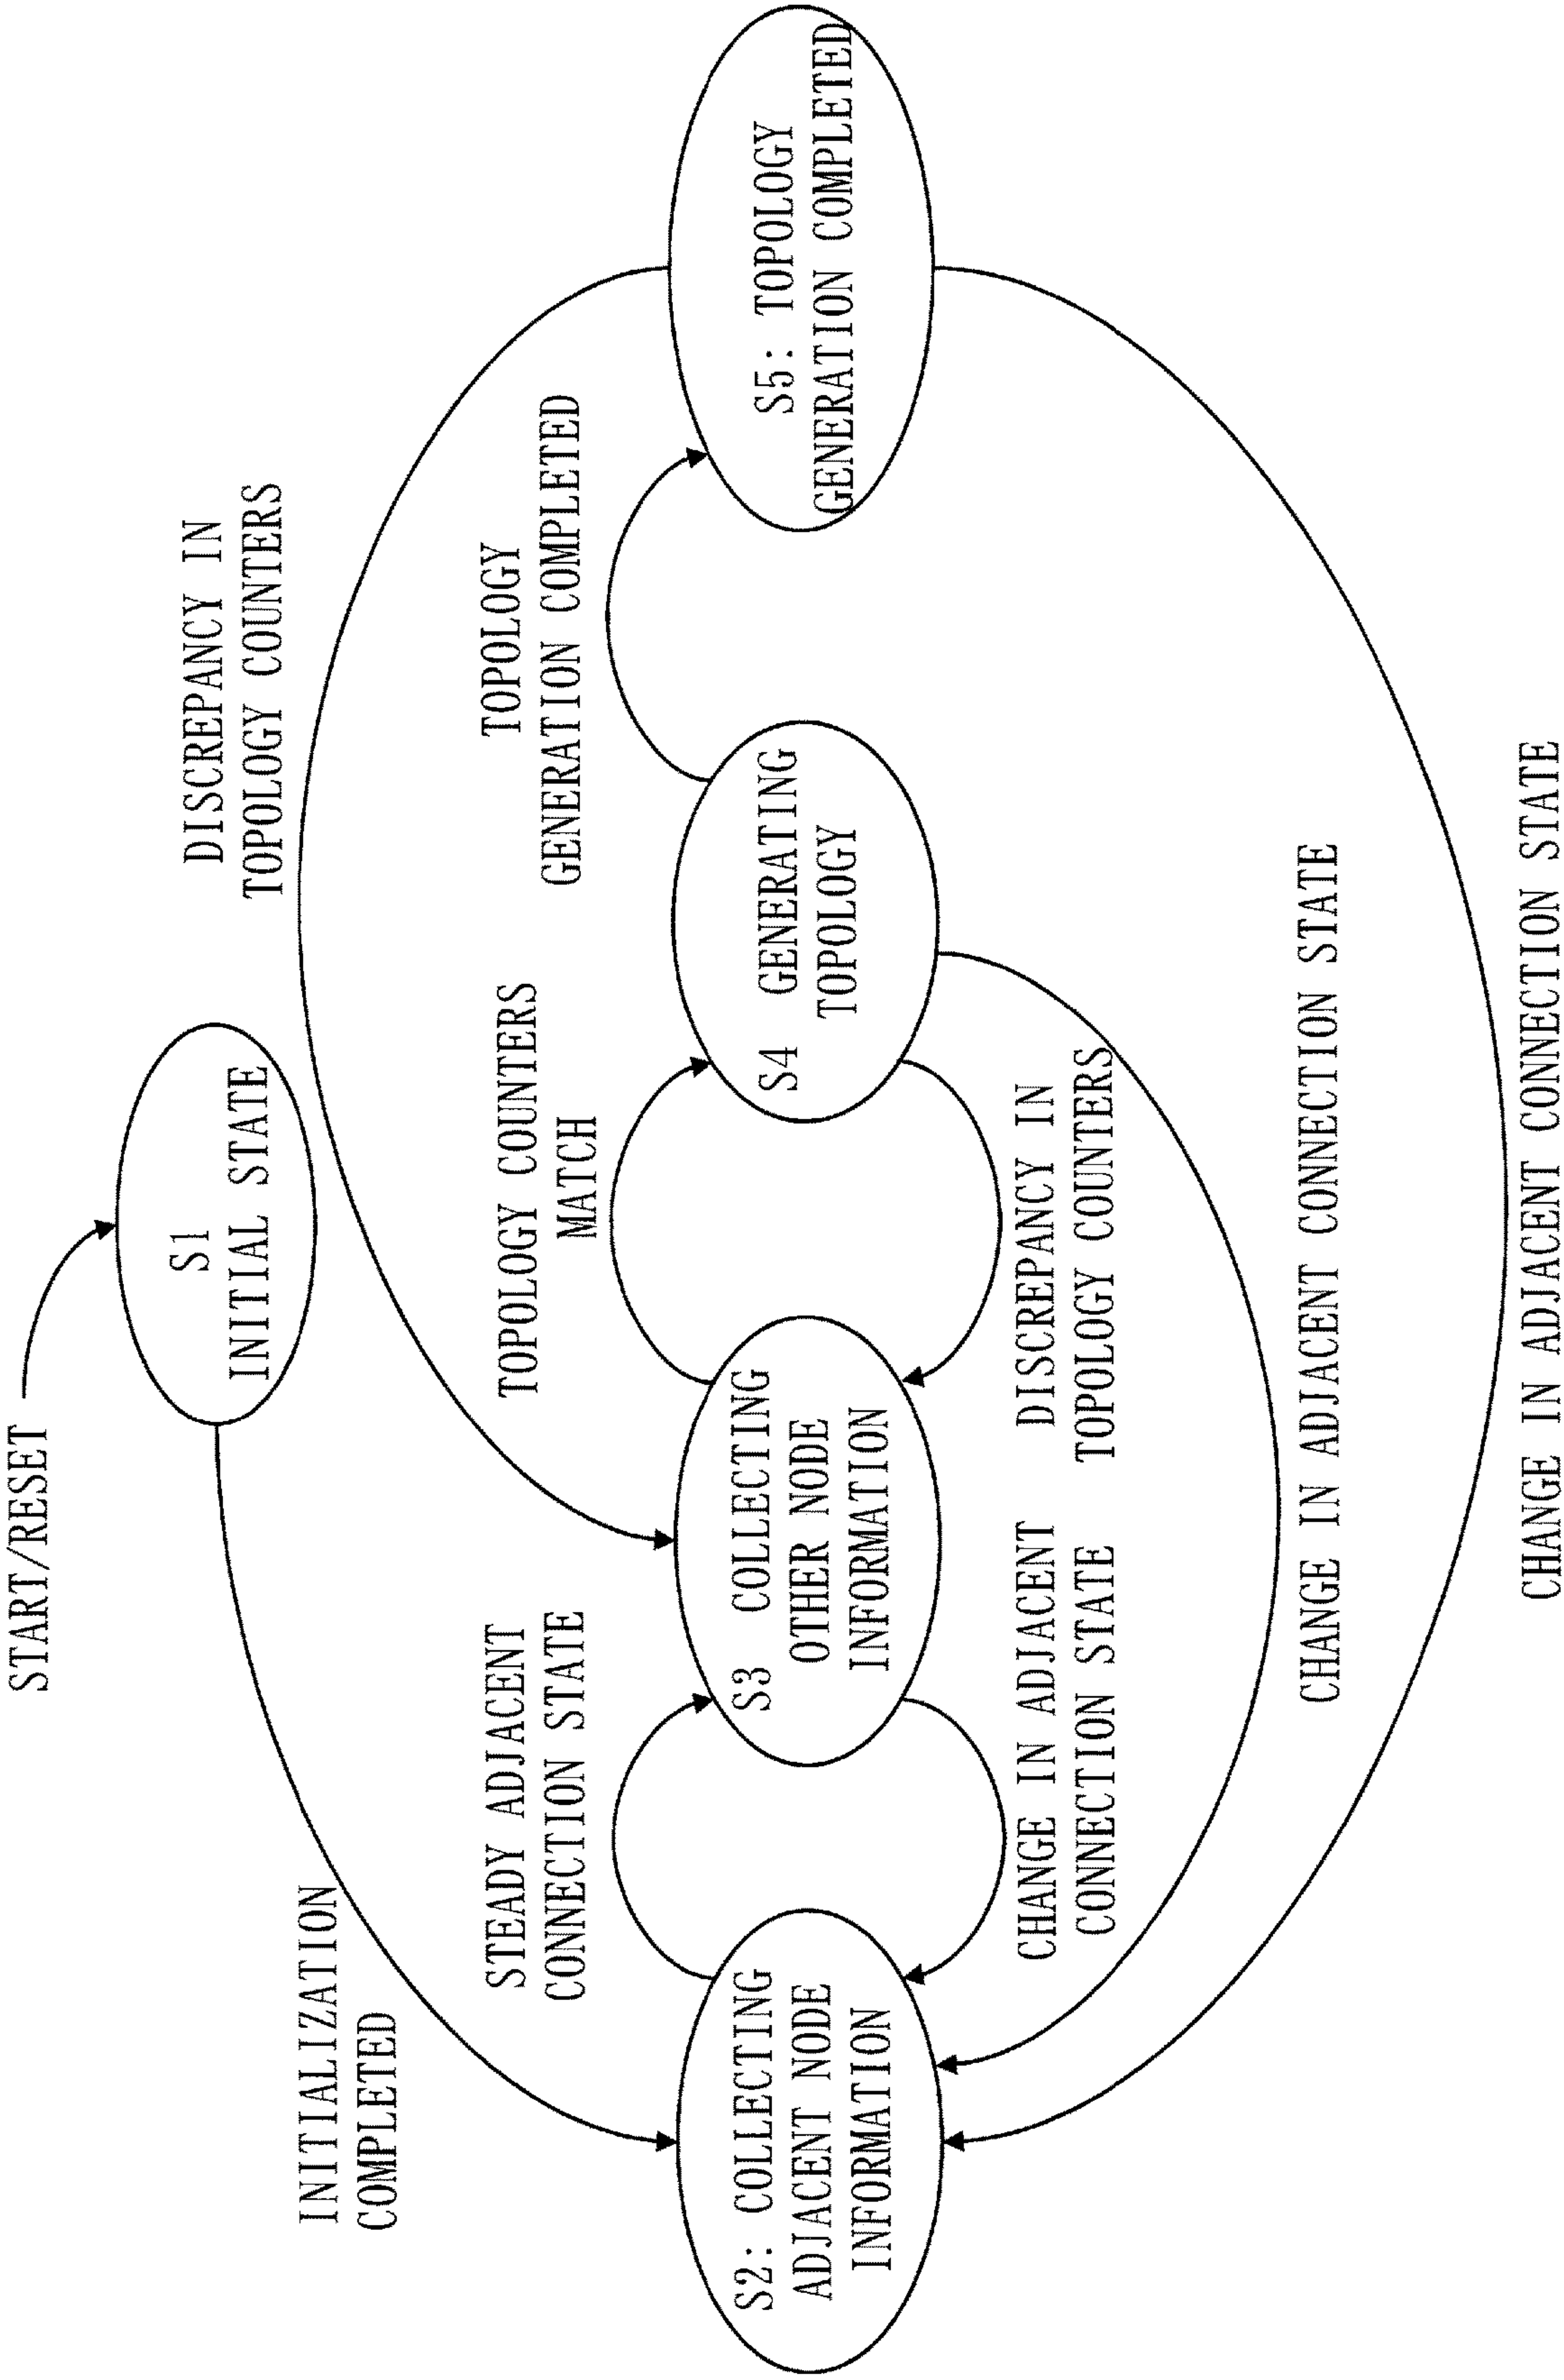 START/RESET
S1
INITIAL STATE
INITIALIZATION
COMPLETED
DISCREPANCY IN
TOPOLOGY COUNTERS
STEADY ADJACENT
CONNECTION STATE
TOPOLOGY COUNTERS
MATCH
TOPOLOGY
GENERATION COMPLETED
S2: COLLECTING
ADJACENT NODE
INFORMATION
S3 COLLECTING
OTHER NODE
INFORMATION
S4 GENERATING
TOPOLOGY
S5: TOPOLOGY
GENERATION COMPLETED
CHANGE IN ADJACENT
CONNECTION STATE
DISCREPANCY IN
TOPOLOGY COUNTERS
CHANGE IN ADJACENT CONNECTION STATE
CHANGE IN ADJACENT CONNECTION STATE